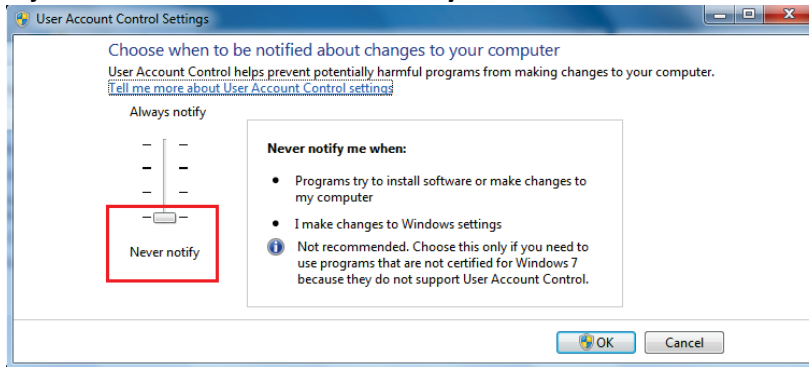 User Account Control Settings
Choose when to be notified about changes to your computer
User Account Control helps prevent potentially harmful programs from making changes to your computer.
Tell me more about User Account Control settings
Always notify
Never notify me when:
• Programs try to install software or make changes to
my computer
• I make changes to Windows settings
Not recommended. Choose this only if you need to
use programs that are not certified for Windows 7
because they do not support User Account Control.
Never notify
OK Cancel